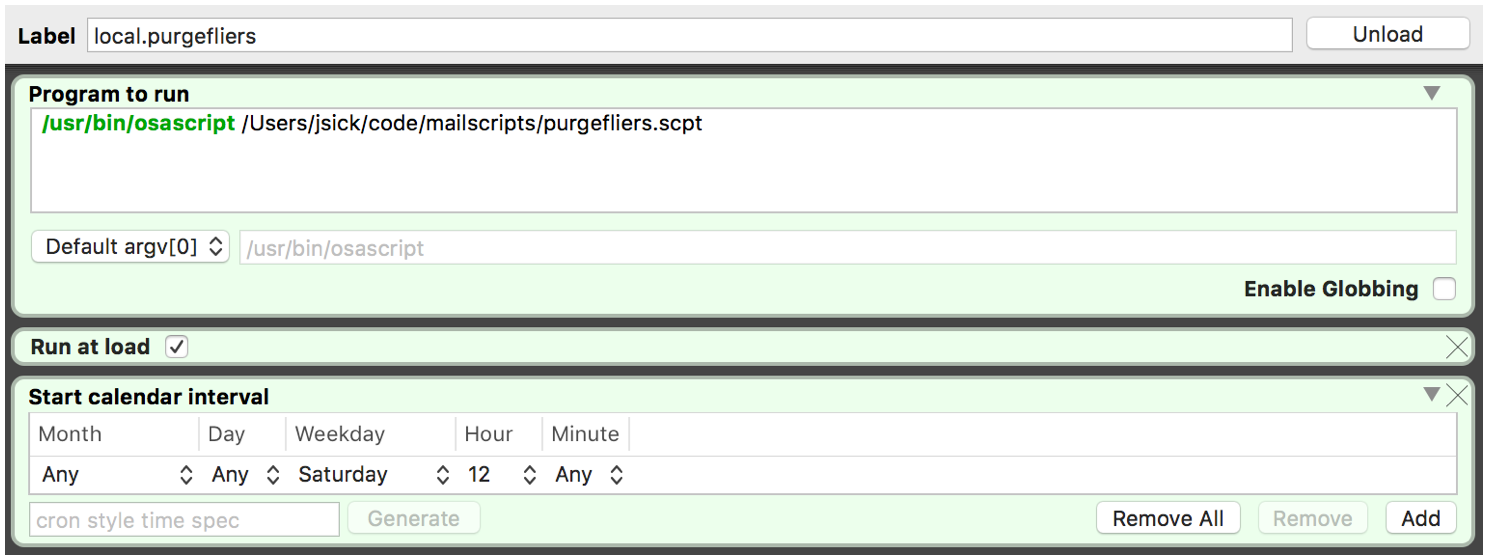 Label local.purgefliers Unload
Program to run
/usr/bin/osascript /Users/jsick/code/mailscripts/purgefliers.scpt
Default argv[0] /usr/bin/osascript
Enable Globbing
Run at load
Start calendar interval
Month Day Weekday Hour Minute
Any Any Saturday 12 Any
cron style time spec Generate Remove All Remove Add